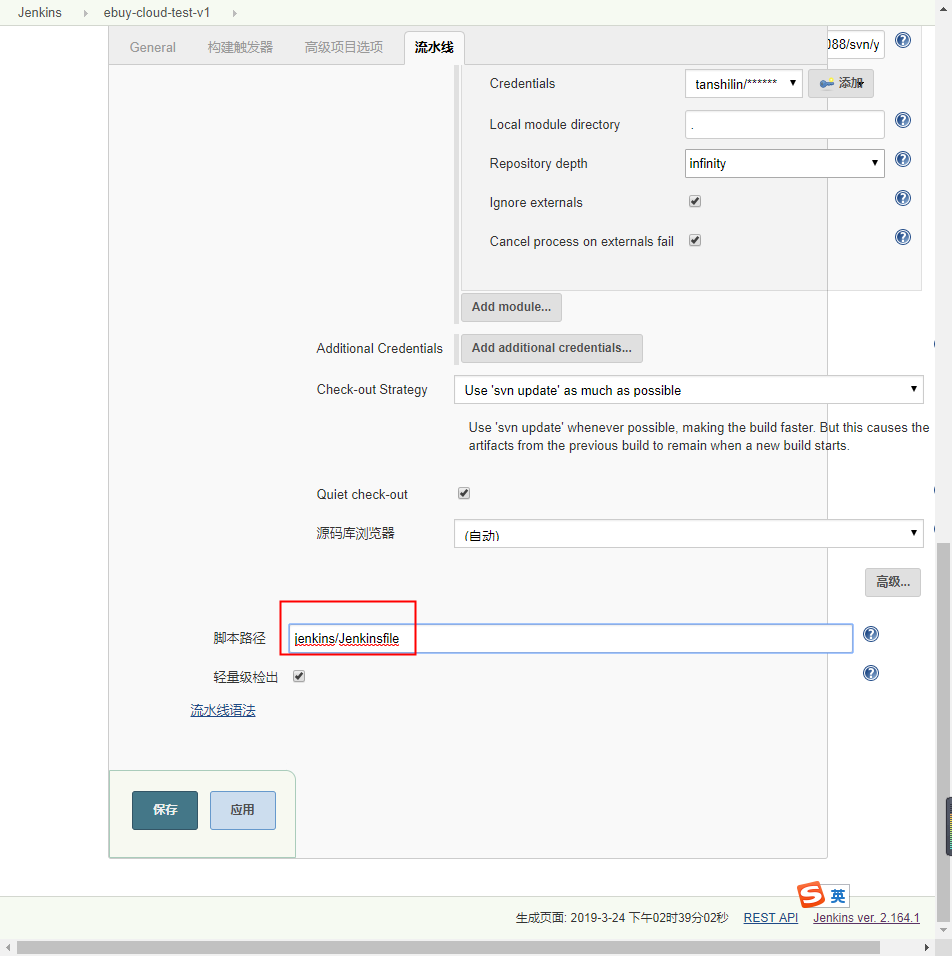 Jenkins ebuy-cloud-test-v1
General 构建触发器 高级项目选项 流水线
088/svn/y
Credentials tanshilin/****** 添加
Local module directory .
Repository depth infinity
Ignore externals
Cancel process on externals fail
Add module...
Additional Credentials Add additional credentials...
Check-out Strategy Use 'svn update' as much as possible
Use 'svn update' whenever possible, making the build faster. But this causes the
artifacts from the previous build to remain when a new build starts.
Quiet check-out
源码库浏览器 (自动)
高级...
脚本路径 jenkins/Jenkinsfile
轻量级检出
流水线语法
保存 应用
S 英
生成页面: 2019-3-24 下午02时39分02秒 REST API Jenkins ver. 2.164.1